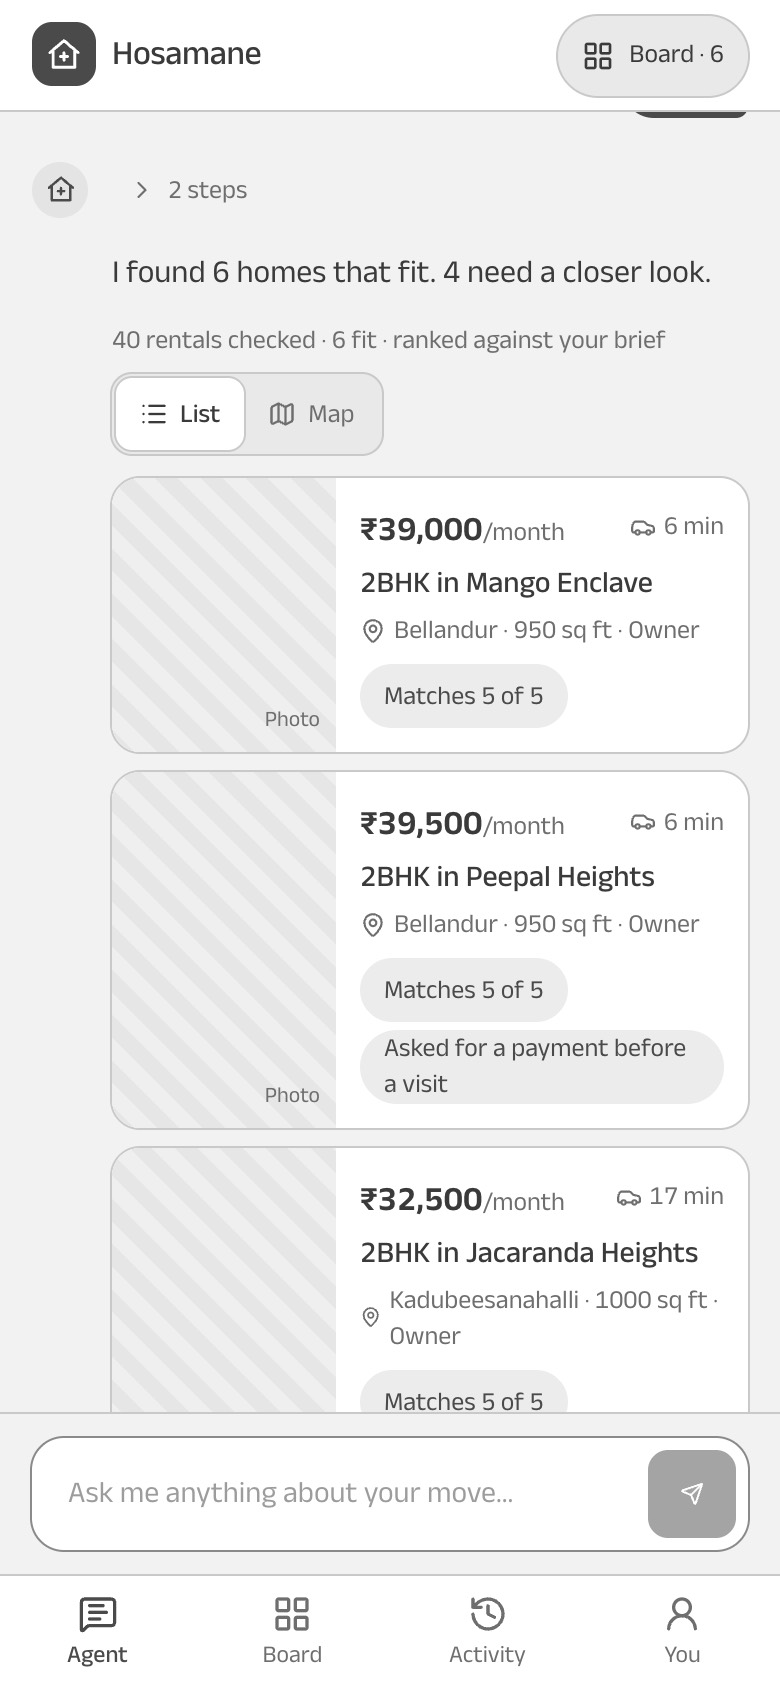 Hosamane
Board · 6
2 steps
I found 6 homes that fit. 4 need a closer look.
40 rentals checked · 6 fit · ranked against your brief
List
Map
₹39,000/month
6 min
2BHK in Mango Enclave
Bellandur · 950 sq ft · Owner
Matches 5 of 5
Photo
₹39,500/month
6 min
2BHK in Peepal Heights
Bellandur · 950 sq ft · Owner
Matches 5 of 5
Asked for a payment before
a visit
Photo
₹32,500/month
17 min
2BHK in Jacaranda Heights
Kadubeesanahalli · 1000 sq ft ·
Owner
Matches 5 of 5
Ask me anything about your move...
Agent
Board
Activity
You